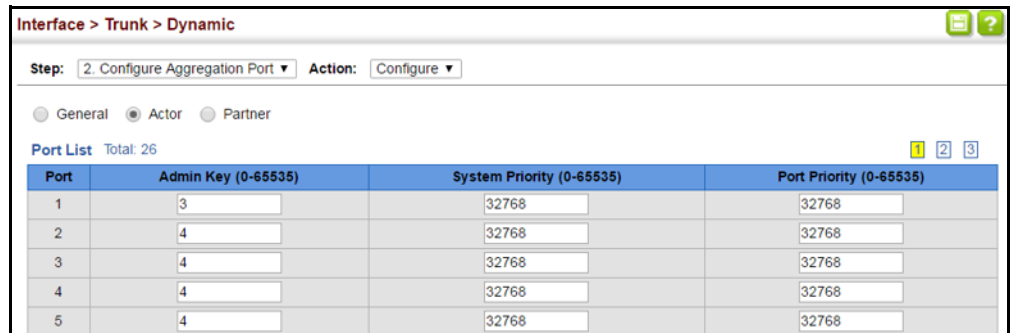 Interface > Trunk > Dynamic
?
Step: 2. Configure Aggregation Port Action: Configure
General Actor Partner
Port List Total: 26 1 2 3
Port Admin Key (0-65535) System Priority (0-65535) Port Priority (0-65535)
1 3 32768 32768
2 4 32768 32768
3 4 32768 32768
4 4 32768 32768
5 4 32768 32768